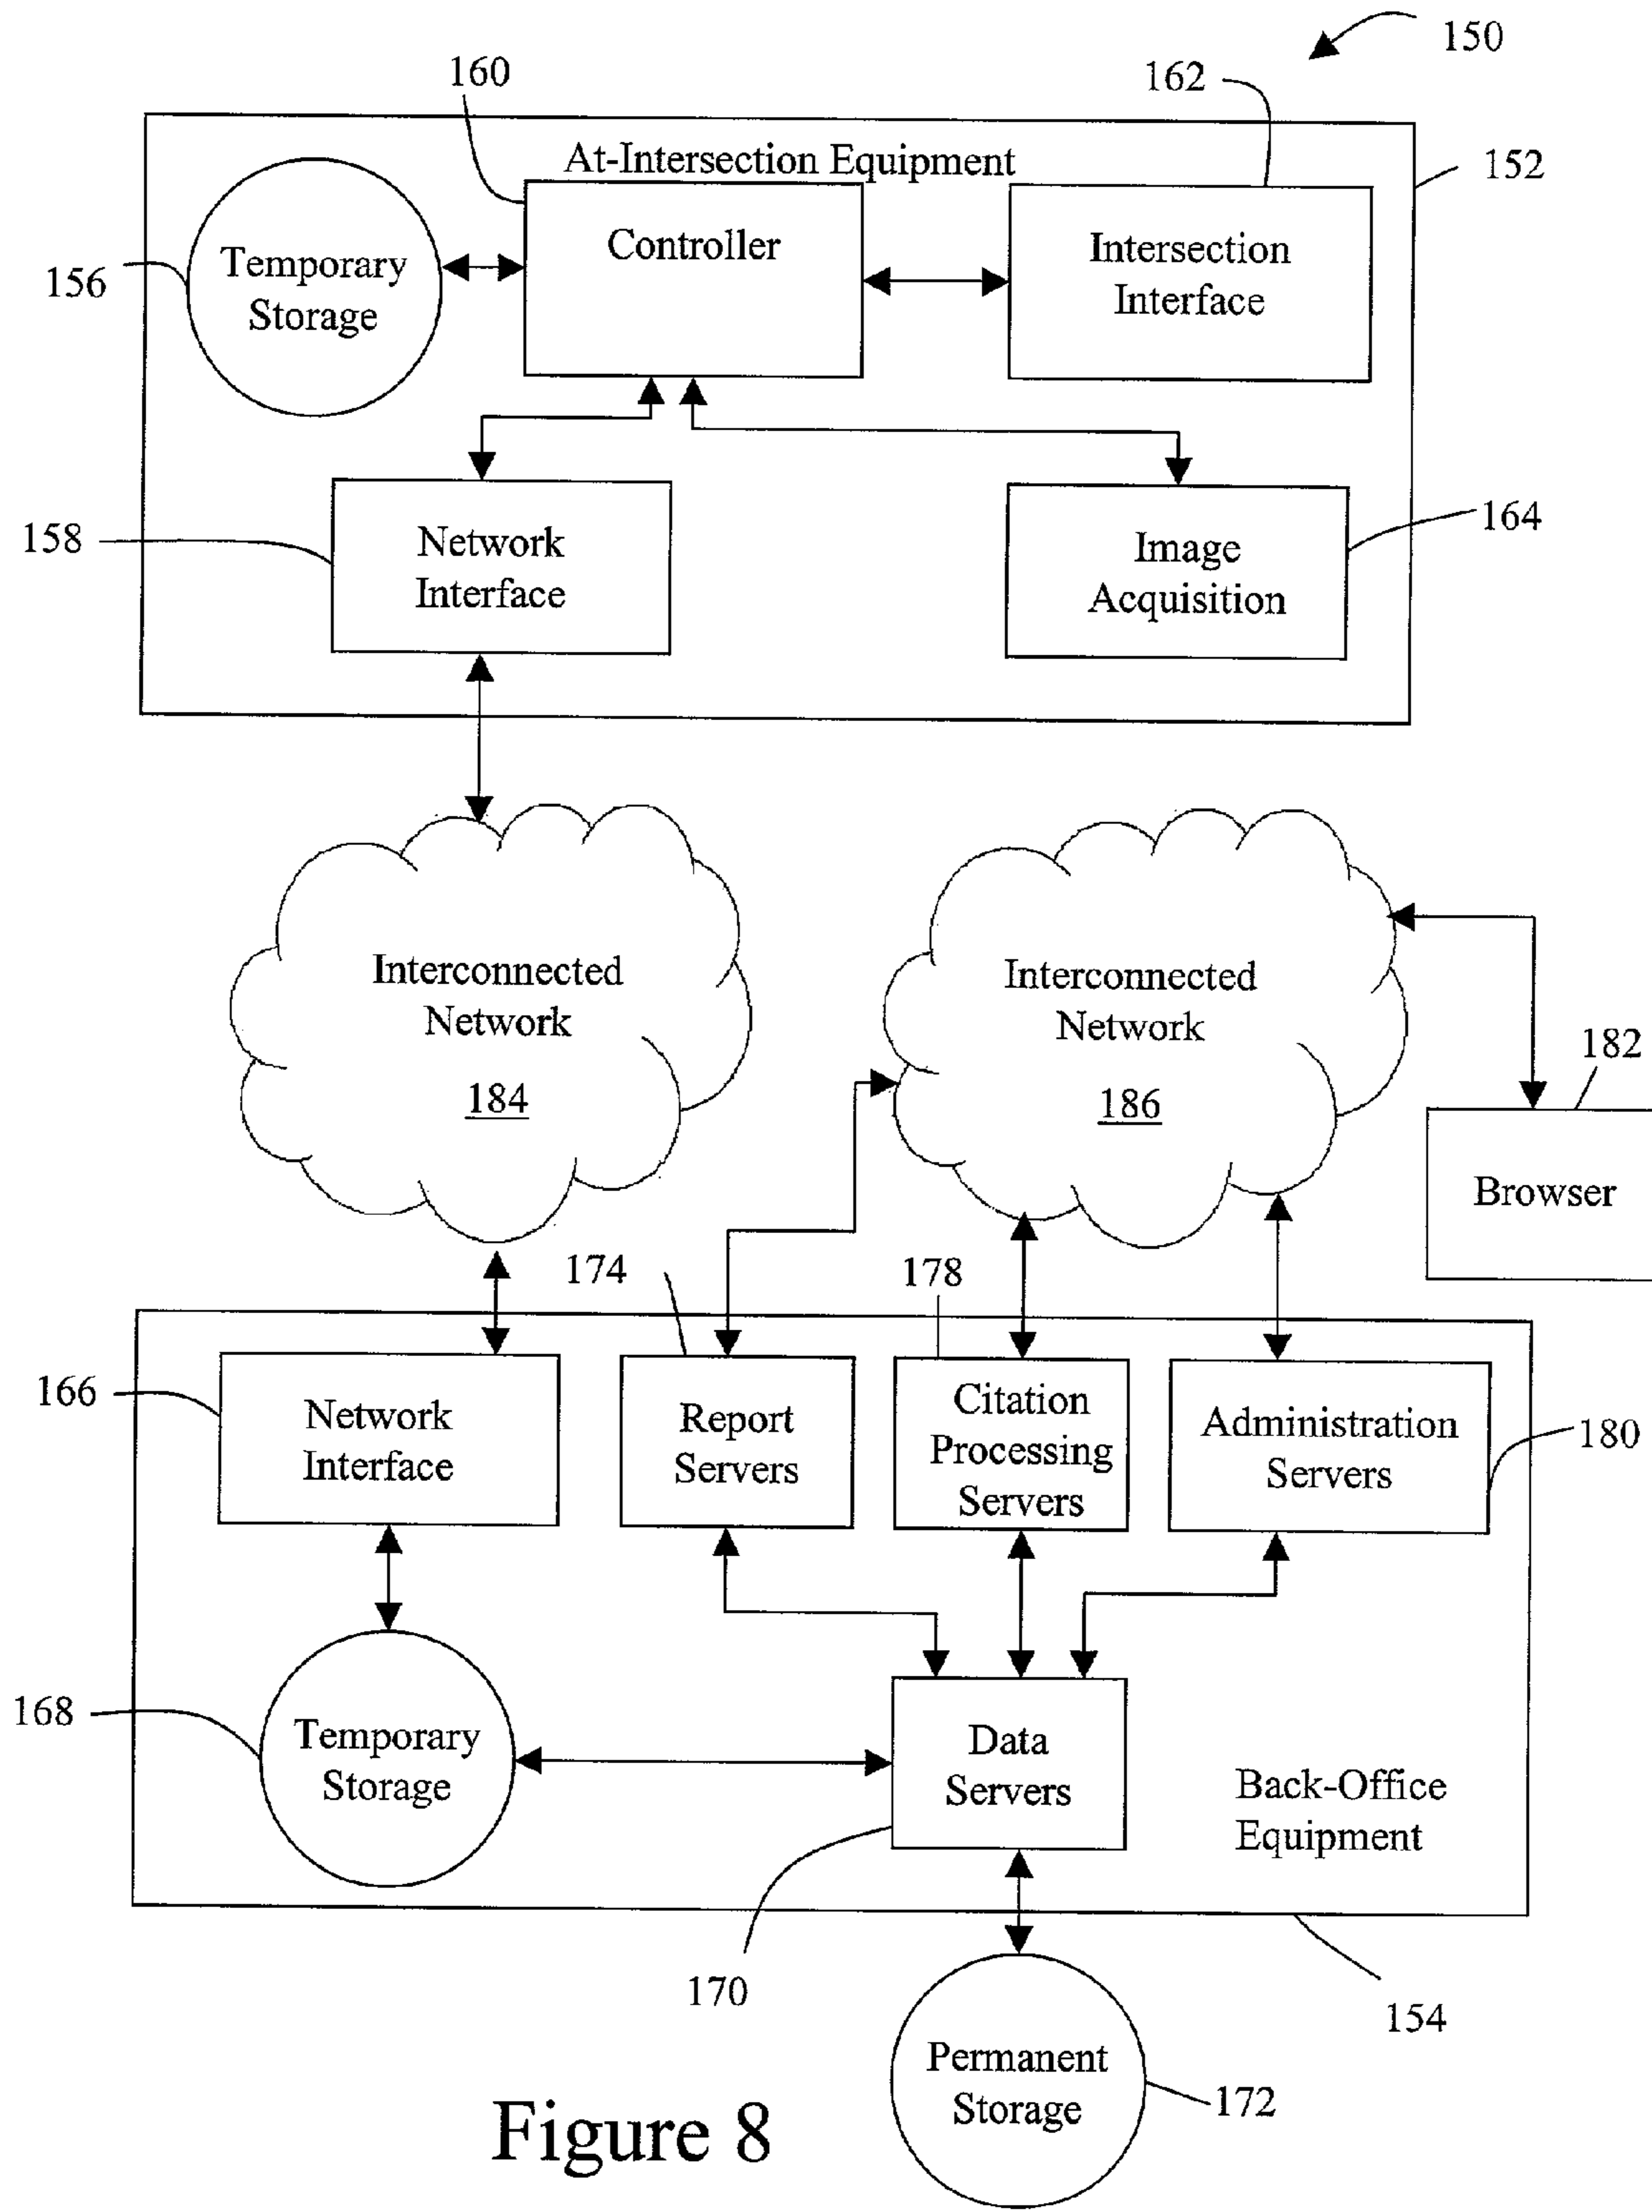 150
160
162
At-Intersection Equipment
152
Controller
Intersection
Interface
Temporary
Storage
156
158
Network
Interface
Image
Acquisition
164
Interconnected
Network
184
Interconnected
Network
186
182
Browser
174
178
166
Network
Interface
Report
Servers
Citation
Processing
Servers
Administration
Servers
180
168
Temporary
Storage
Data
Servers
Back-Office
Equipment
170
154
Permanent
Storage
172
Figure 8